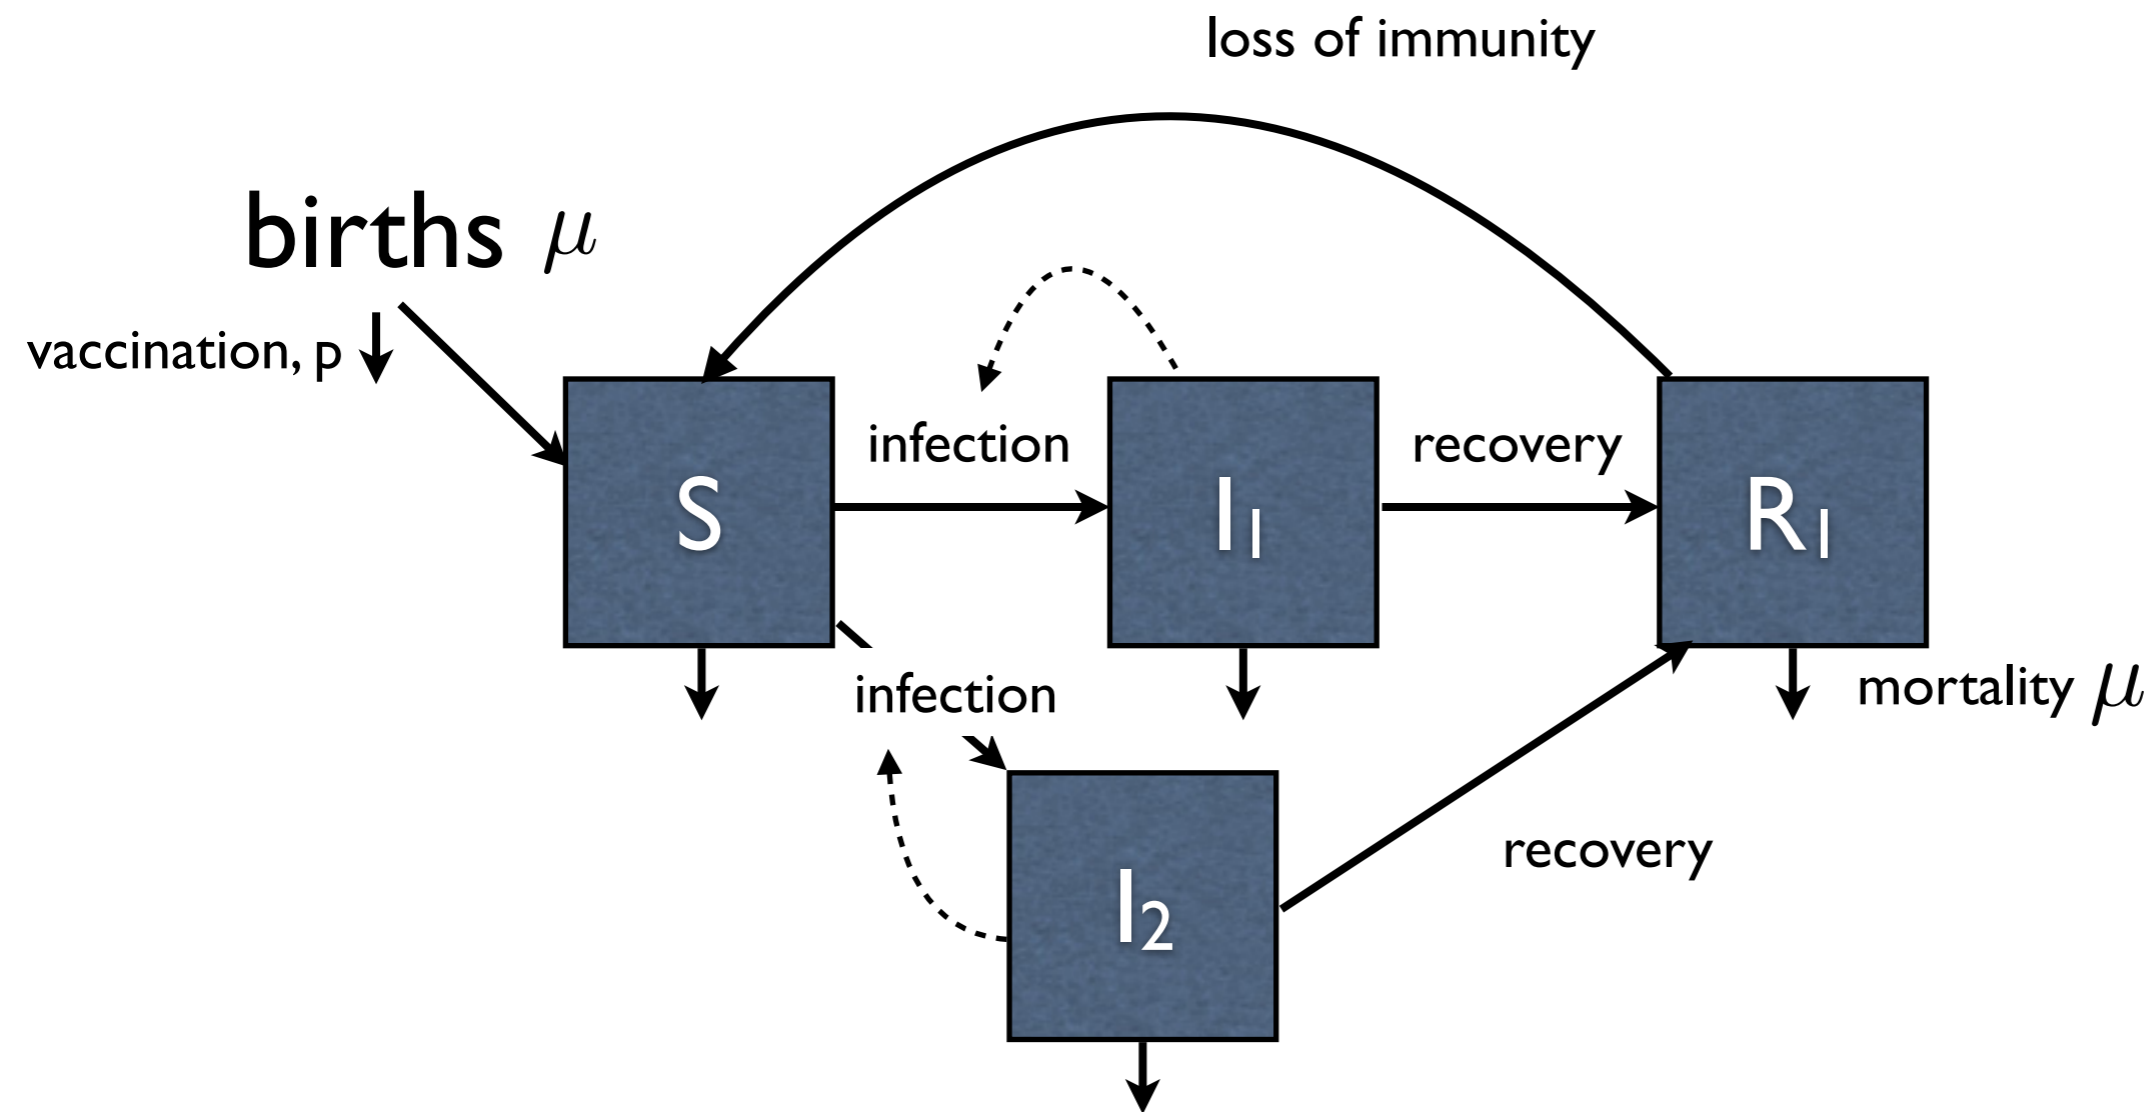 loss of immunity
births μ
vaccination, p
infection
recovery
S
I1
R1
infection
mortality μ
recovery
I2